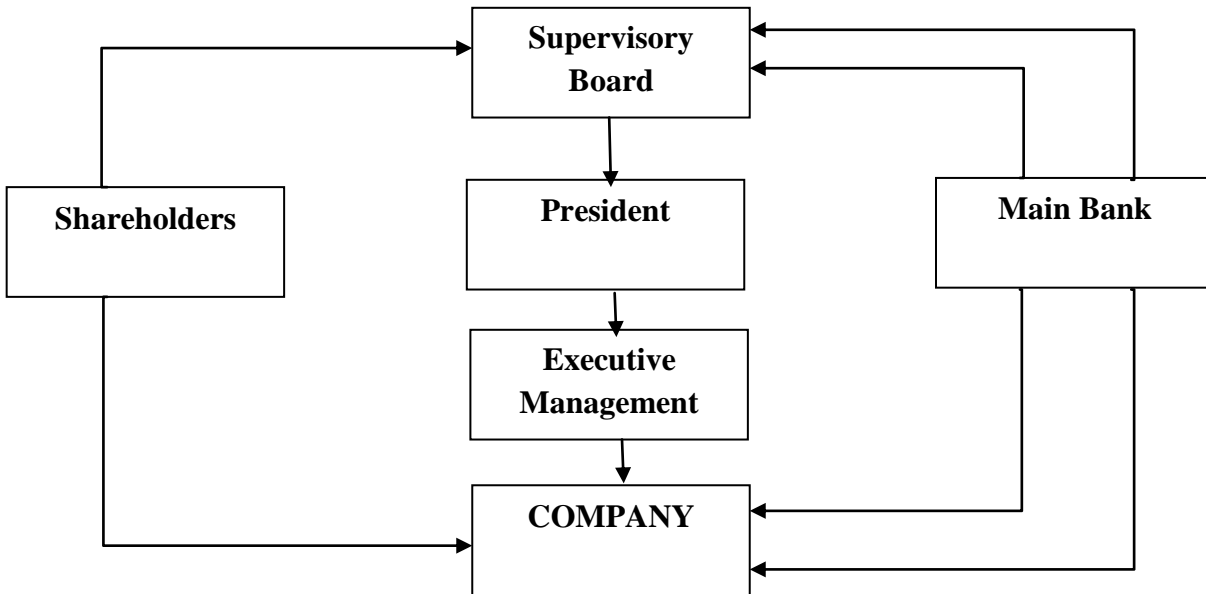 Supervisory
Board
Shareholders
President
Main Bank
Executive
Management
COMPANY